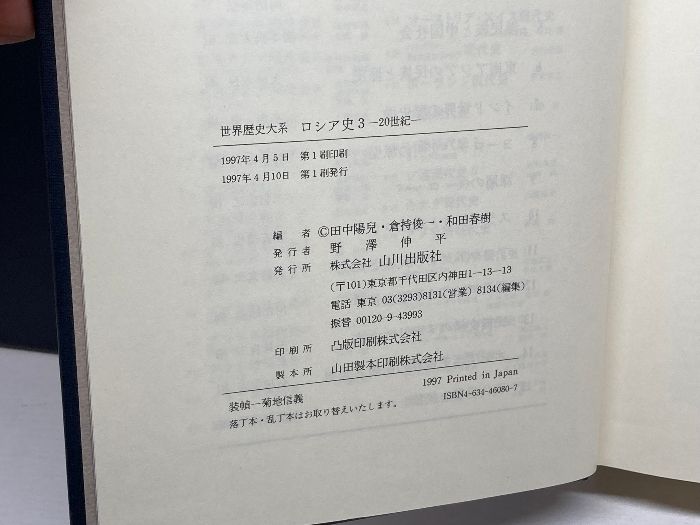 世界歴史大系 ロシア史3 —20世紀—
1997年4月5日 第1刷印刷
1997年4月10日 第1刷発行
編者 ©田中陽兒・倉持俊一・和田春樹
発行者 野澤伸平
発行所 株式会社 山川出版社
(〒101)東京都千代田区内神田1—13—13
電話 東京 03(3293)8131(営業) 8134(編集)
振替 00120-9-43993
印刷所 凸版印刷株式会社
製本所 山田製本印刷株式会社
装幀—菊地信義
1997 Printed in Japan
落丁本・乱丁本はお取り替えいたします。
ISBN4-634-46080-7